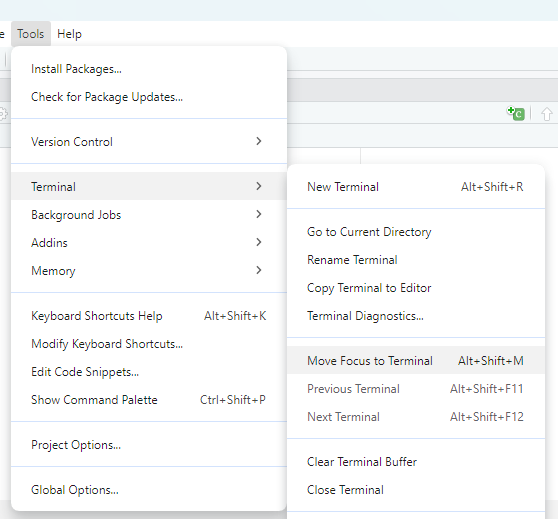 e Tools Help
Install Packages...
Check for Package Updates...
Version Control
Terminal
Background Jobs
Addins
Memory
Keyboard Shortcuts Help Alt+Shift+K
Modify Keyboard Shortcuts...
Edit Code Snippets...
Show Command Palette Ctrl+Shift+P
Project Options...
Global Options...
C
New Terminal Alt+Shift+R
Go to Current Directory
Rename Terminal
Copy Terminal to Editor
Terminal Diagnostics...
Move Focus to Terminal Alt+Shift+M
Previous Terminal Alt+Shift+F11
Next Terminal Alt+Shift+F12
Clear Terminal Buffer
Close Terminal